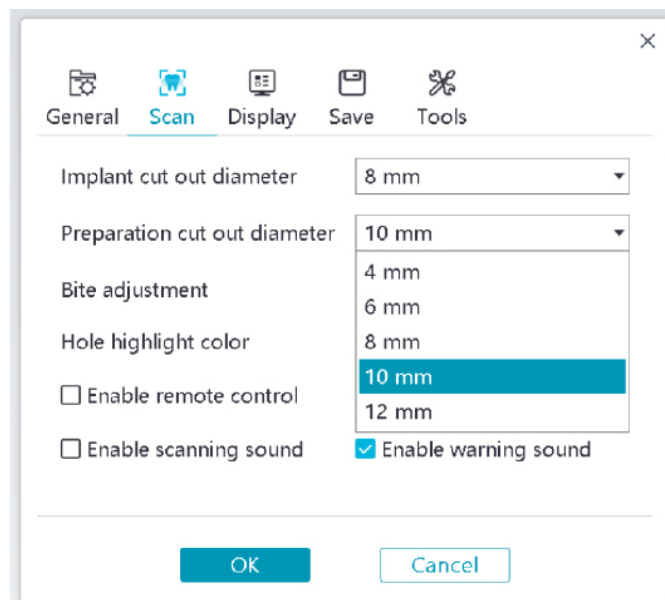 General Scan Display Save Tools
Implant cut out diameter 8 mm
Preparation cut out diameter 10 mm
4 mm
Bite adjustment
6 mm
Hole highlight color 8 mm
10 mm
Enable remote control
12 mm
Enable scanning sound Enable warning sound
OK Cancel